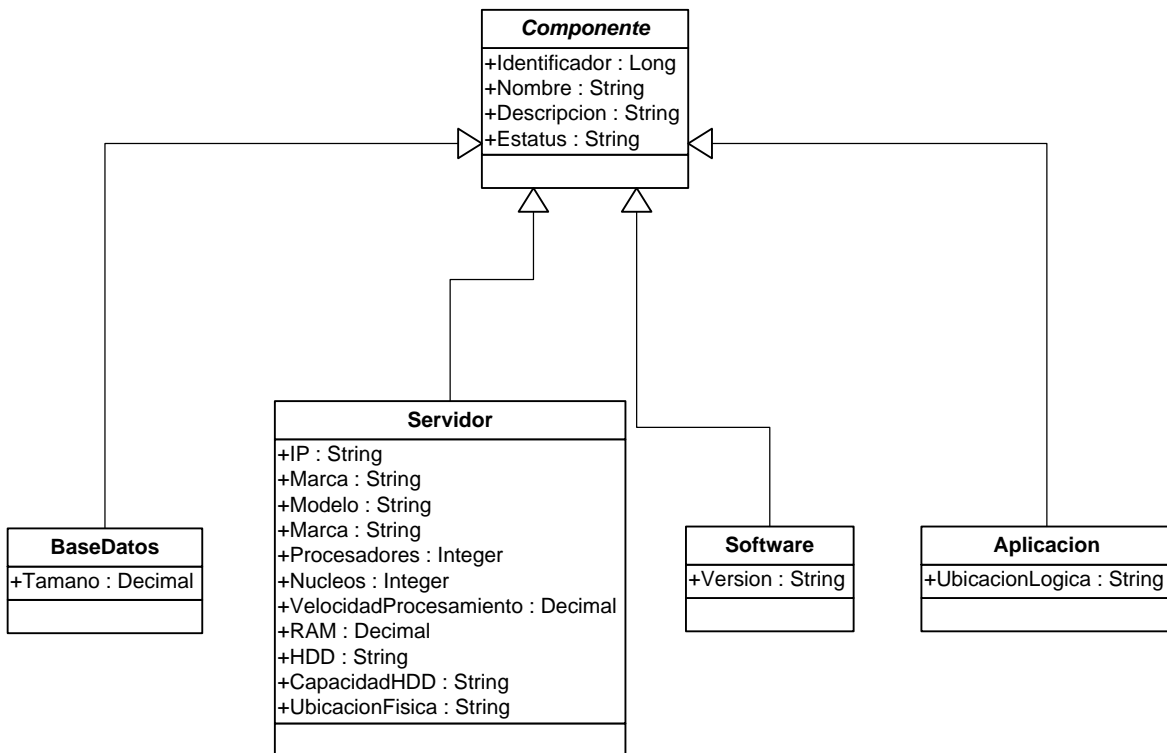 Componente
+Identificador : Long
+Nombre : String
+Descripcion : String
+Estatus : String
Servidor
+IP : String
+Marca : String
+Modelo : String
+Marca : String
+Procesadores : Integer
+Nucleos : Integer
+VelocidadProcesamiento : Decimal
+RAM : Decimal
+HDD : String
+CapacidadHDD : String
+UbicacionFisica : String
BaseDatos
+Tamano : Decimal
Software
+Version : String
Aplicacion
+UbicacionLogica : String